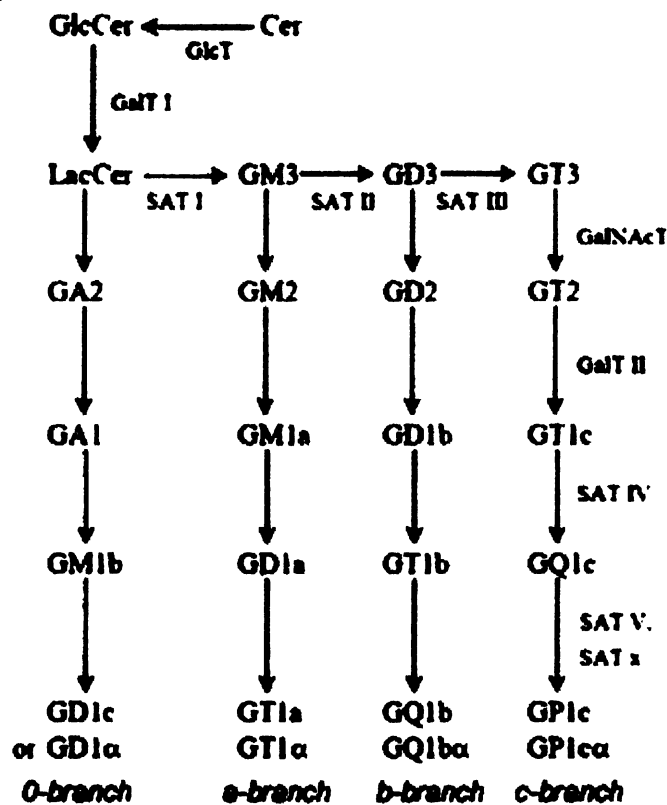 GlcCer Cer
GlcT
GalT I
LacCer GM3 GD3 GT3
SAT I SAT II SAT III
GalNAcT
GA2 GM2 GD2 GT2
GalT II
GA1 GM1a GD1b GT1c
SAT IV
GM1b GD1a GT1b GQ1c
SAT V,
SAT x
GD1c GT1a GQ1b GP1c
or GD1α GT1α GQ1bα GP1cα
0-branch a-branch b-branch c-branch